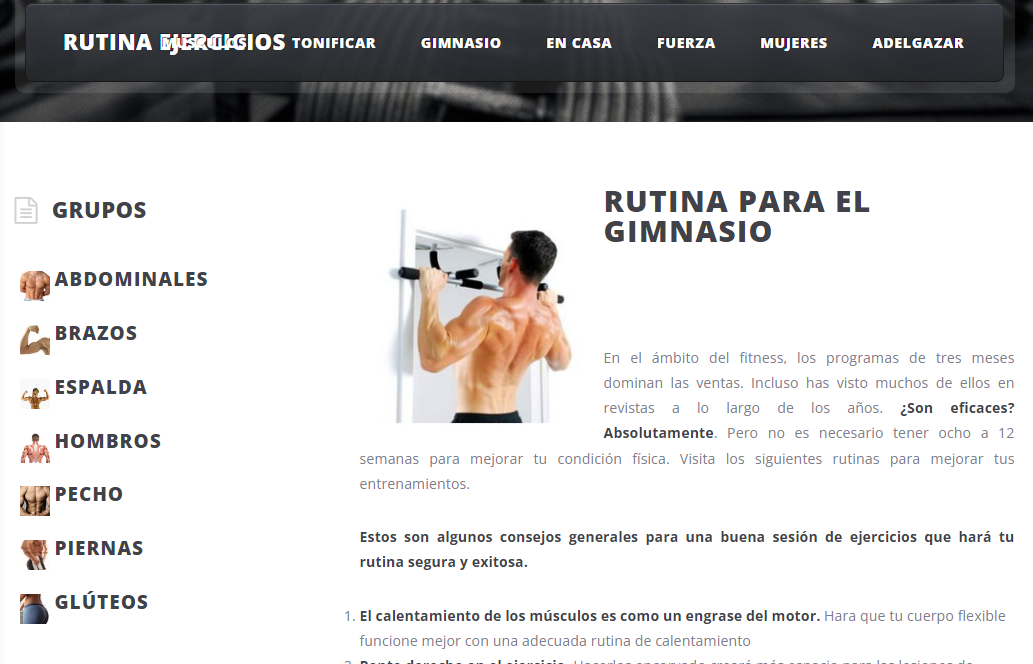 RUTINA EJERCICIOS
MÚSCULOS TONIFICAR GIMNASIO EN CASA FUERZA MUJERES ADELGAZAR
GRUPOS
ABDOMINALES
BRAZOS
ESPALDA
HOMBROS
PECHO
PIERNAS
GLÚTEOS
RUTINA PARA EL
GIMNASIO
En el ámbito del fitness, los programas de tres meses
dominan las ventas. Incluso has visto muchos de ellos en
revistas a lo largo de los años. ¿Son eficaces?
Absolutamente. Pero no es necesario tener ocho a 12
semanas para mejorar tu condición física. Visita los siguientes rutinas para mejorar tus
entrenamientos.
Estos son algunos consejos generales para una buena sesión de ejercicios que hará tu
rutina segura y exitosa.
1. El calentamiento de los músculos es como un engrase del motor. Hara que tu cuerpo flexible
funcione mejor con una adecuada rutina de calentamiento